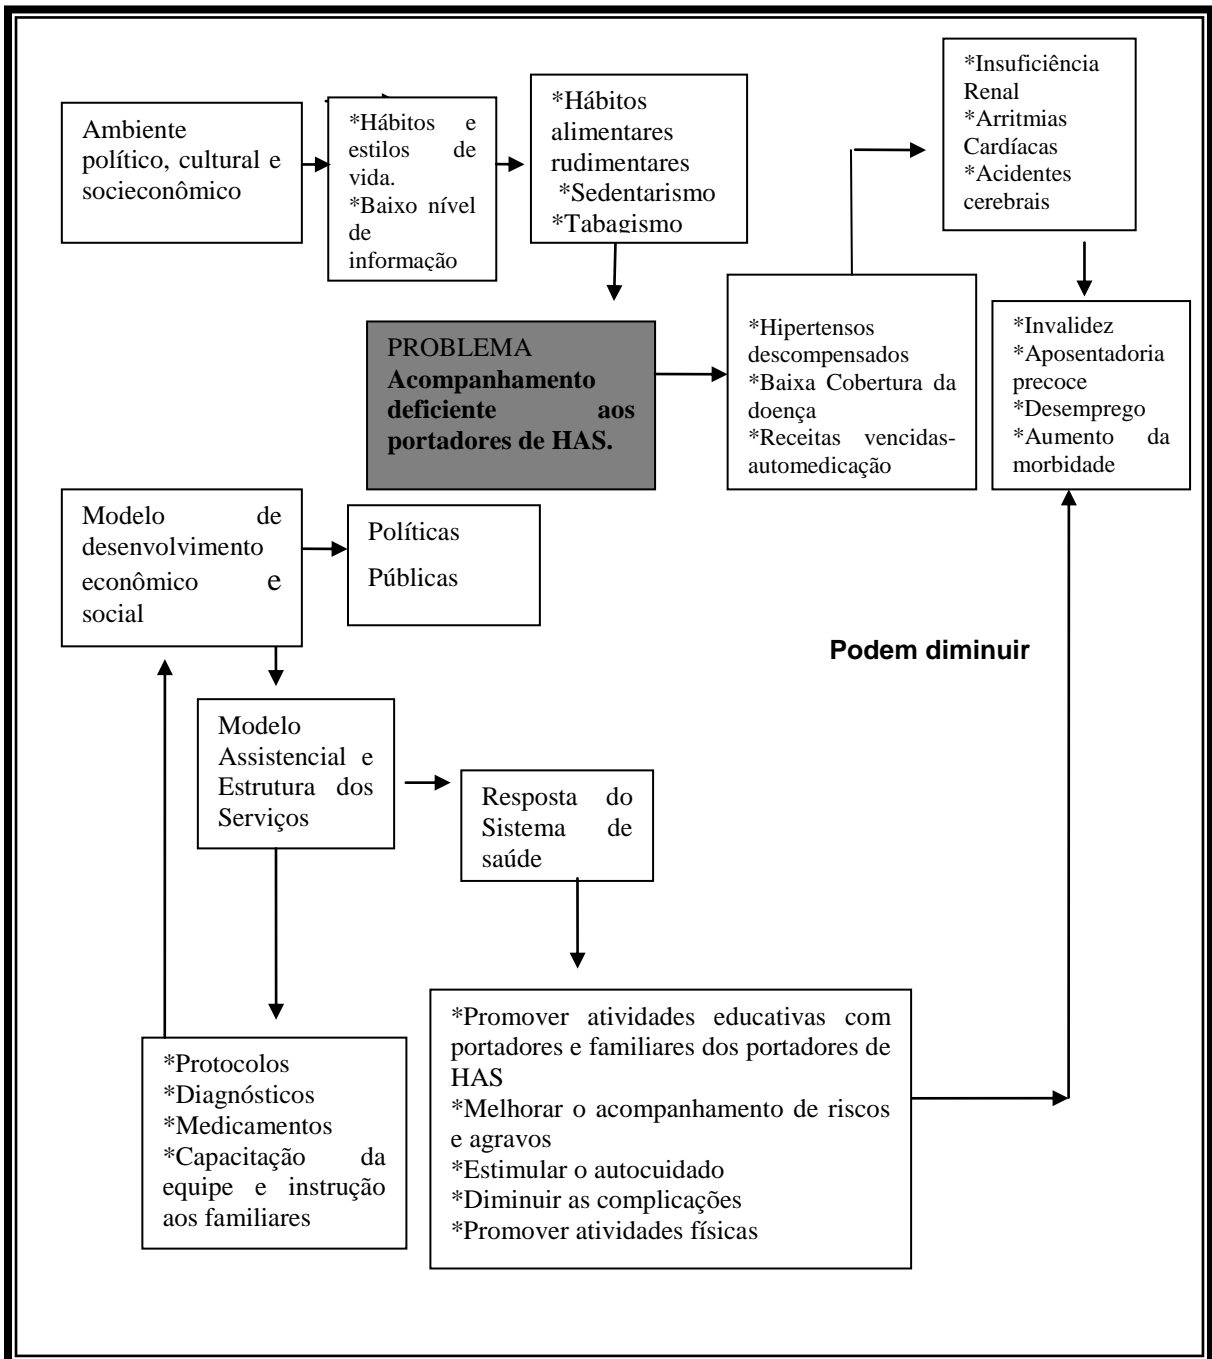 Ambiente
político, cultural e
socieconômico
*Hábitos e
estilos de
vida.
*Baixo nível
de
informação
*Hábitos
alimentares
rudimentares
*Sedentarismo
*Tabagismo
*Insuficiência
Renal
*Arritmias
Cardíacas
*Acidentes
cerebrais
PROBLEMA
Acompanhamento
deficiente aos
portadores de HAS.
*Hipertensos
descompensados
*Baixa Cobertura da
doença
*Receitas vencidas-
automedicação
*Invalidez
*Aposentadoria
precoce
*Desemprego
*Aumento da
morbidade
Modelo de
desenvolvimento
econômico e
social
Políticas
Públicas
Podem diminuir
Modelo
Assistencial e
Estrutura dos
Serviços
Resposta do
Sistema de
saúde
*Protocolos
*Diagnósticos
*Medicamentos
*Capacitação da
equipe e instrução
aos familiares
*Promover atividades educativas com
portadores e familiares dos portadores de
HAS
*Melhorar o acompanhamento de riscos
e agravos
*Estimular o autocuidado
*Diminuir as complicações
*Promover atividades físicas